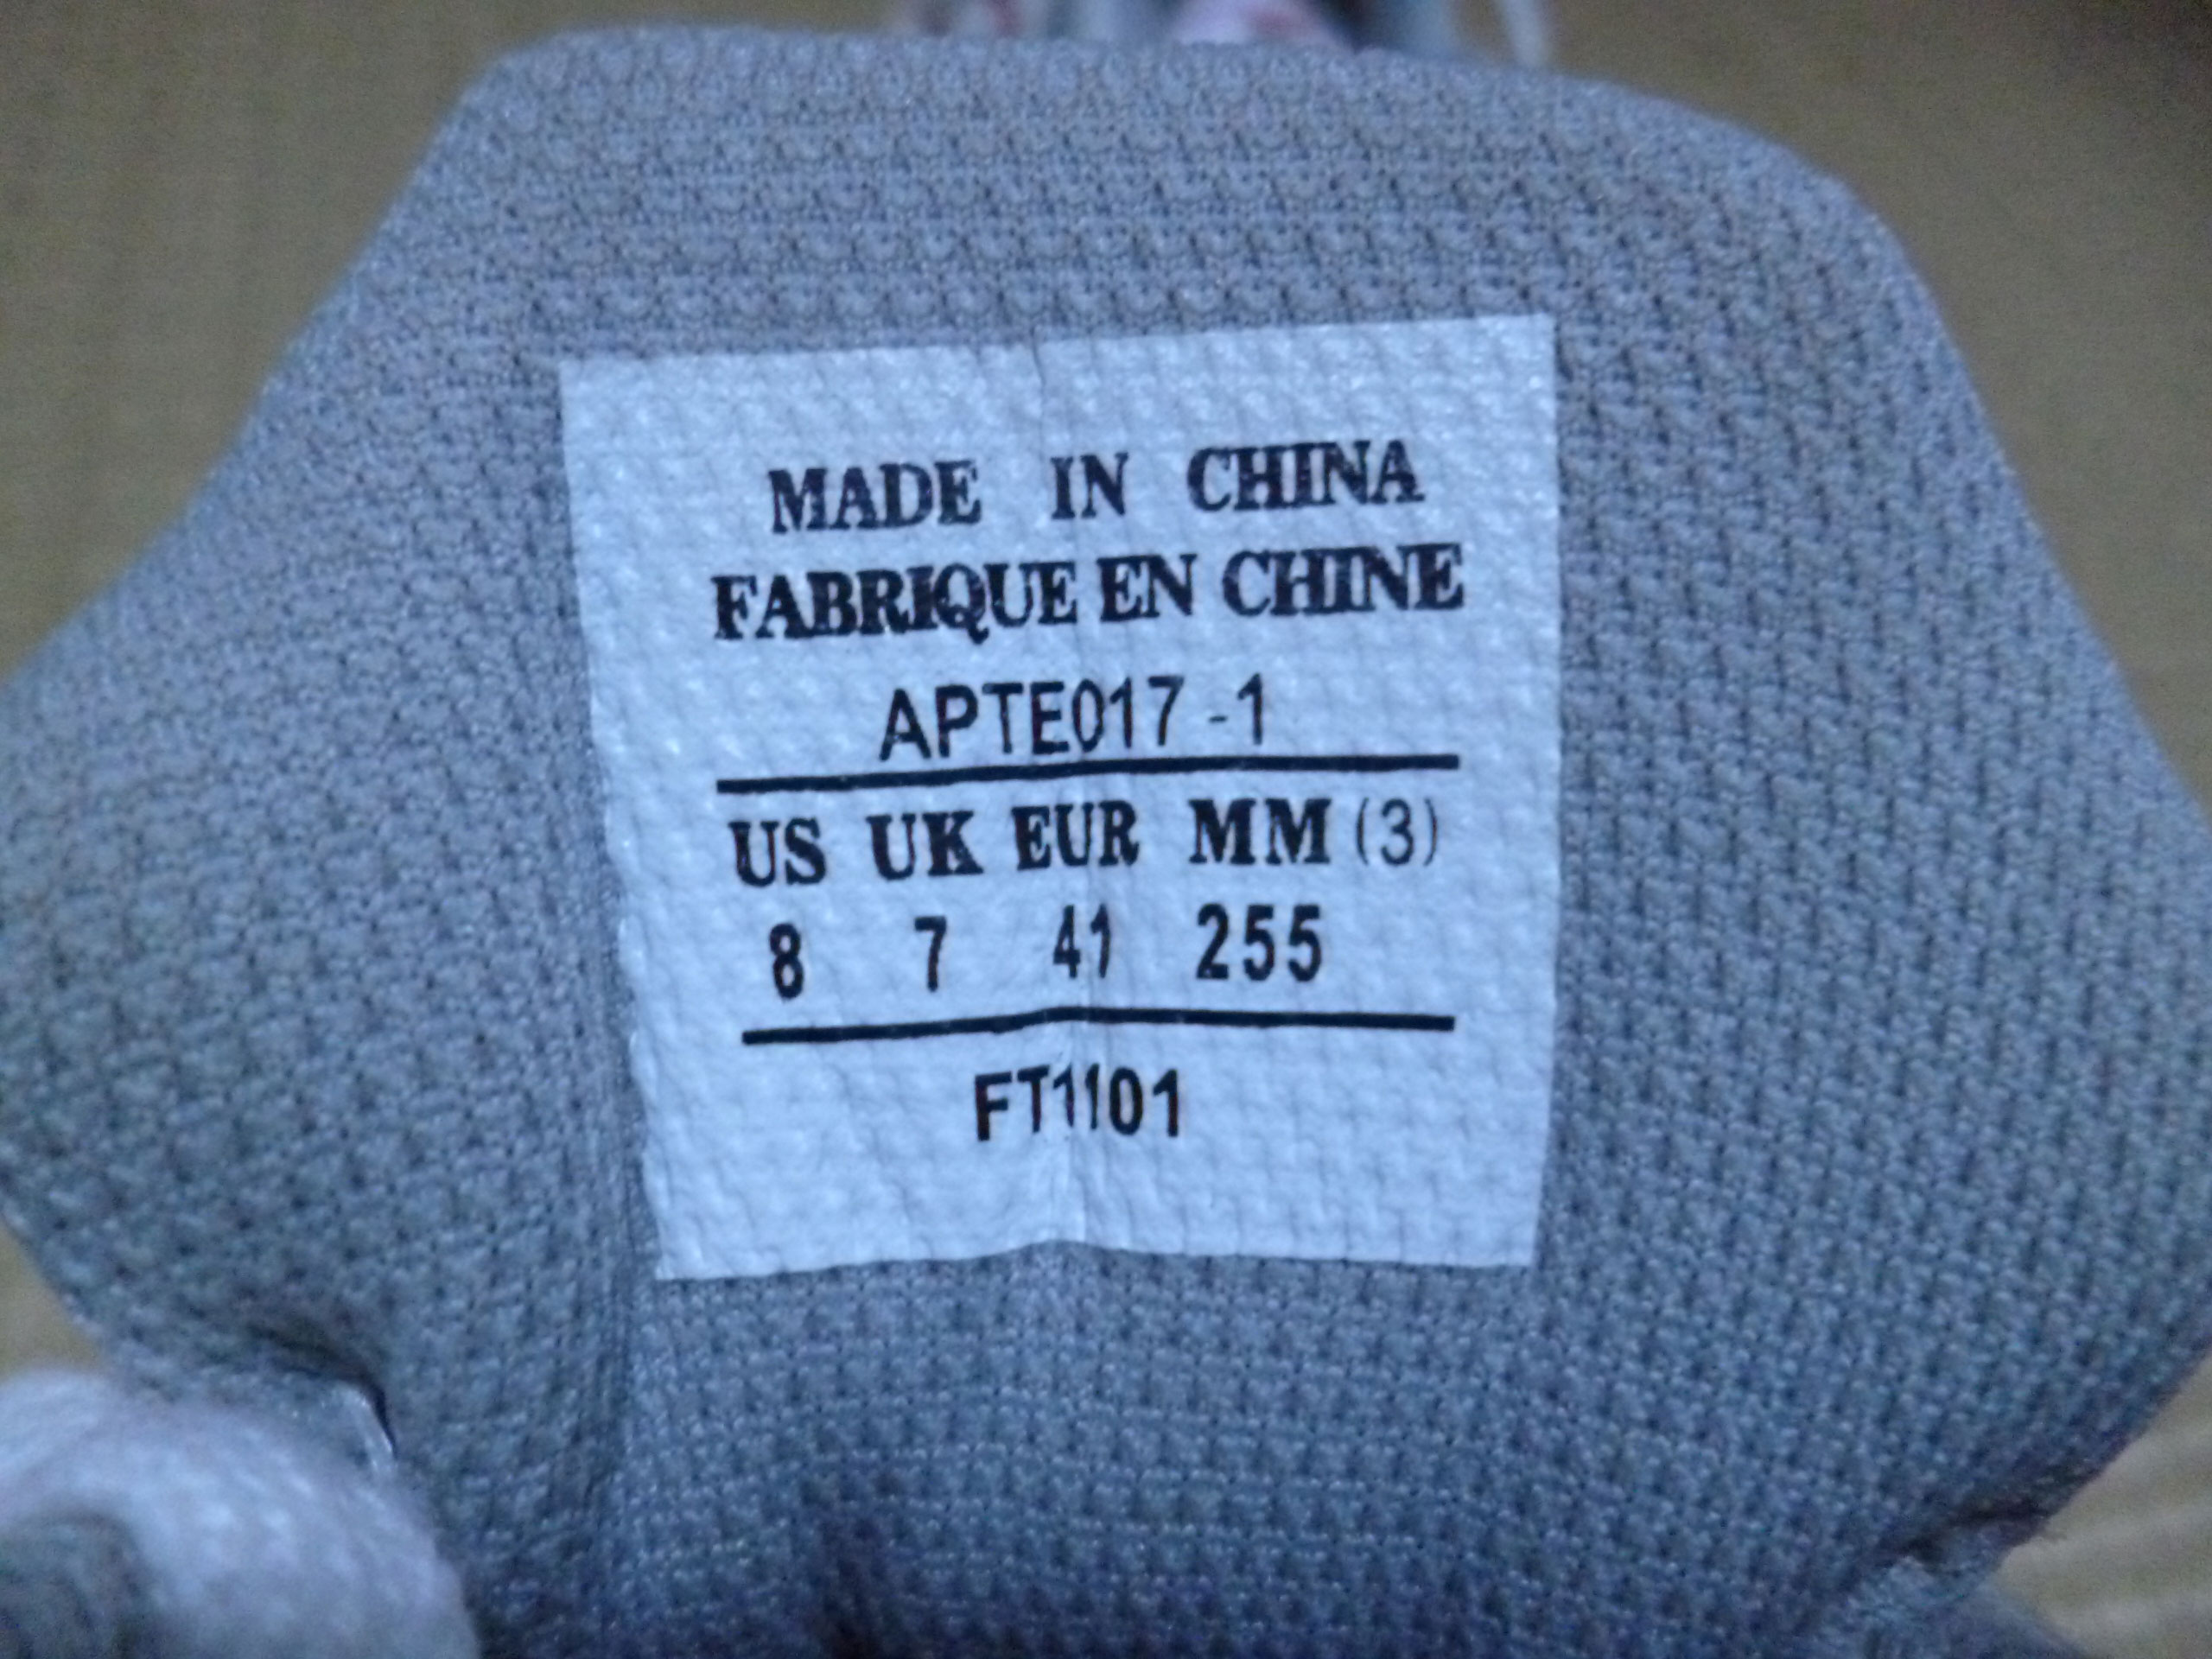 MADE IN CHINA
FABRIQUE EN CHINE
APTE017 -1
US UK EUR MM (3)
8 7 41 255
FT1101